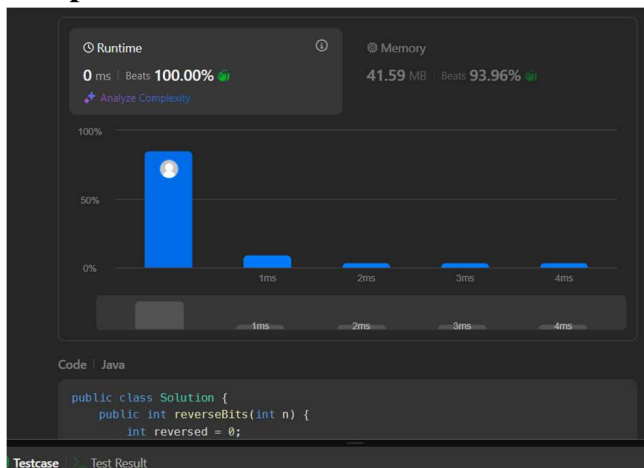 Runtime
0 ms | Beats 100.00%
Analyze Complexity
Memory
41.59 MB | Beats 93.96%
100%
50%
0%
1ms 2ms 3ms 4ms
1ms 2ms 3ms 4ms
Code | Java
public class Solution {
public int reverseBits(int n) {
int reversed = 0;
Testcase | >_ Test Result